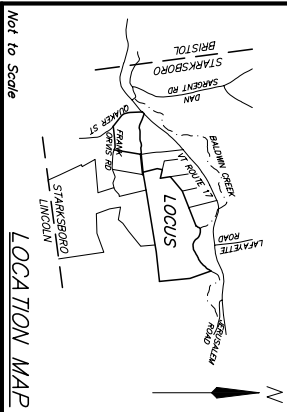 BRISTOL
STARKSBORO
DAN
SARGENT RD
BALDWIN CREEK
QUAKER ST
FRANK
ORVIS RD
VT ROUTE 17
LOCUS
LAFAYETTE
ROAD
JERUSALEM
ROAD
STARKSBORO
LINCOLN
N
Not to Scale
LOCATION MAP